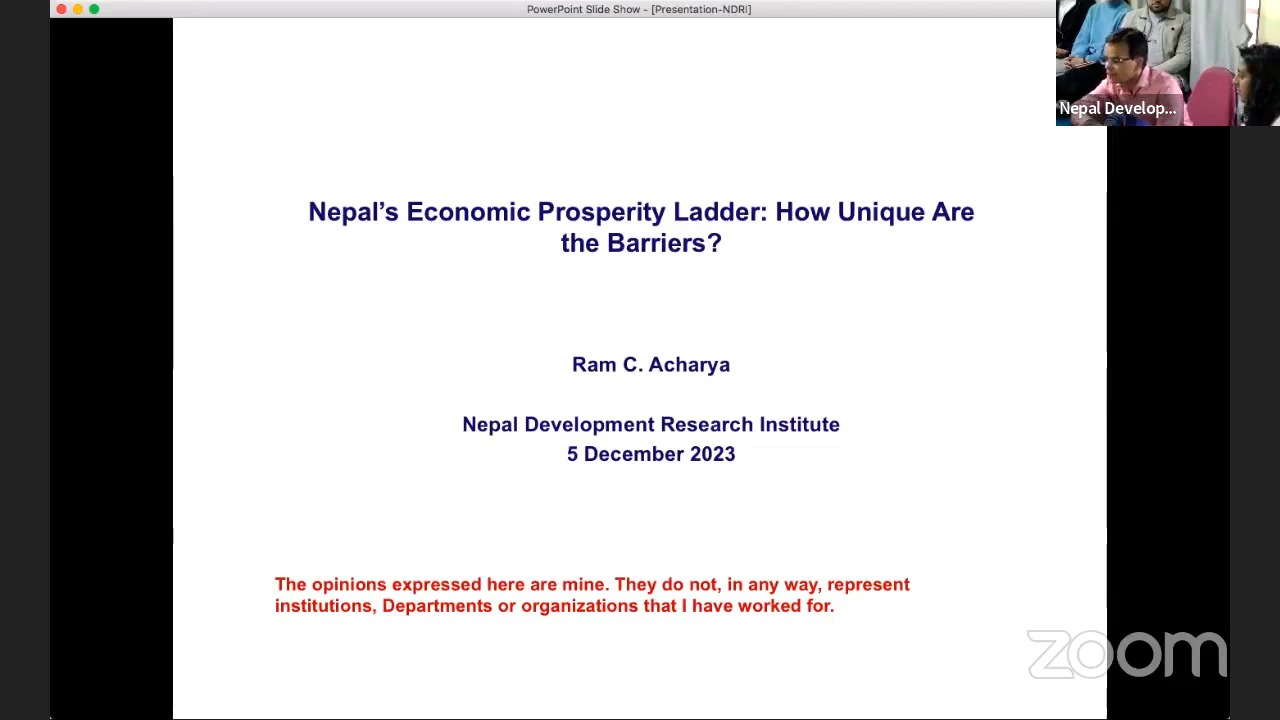 PowerPoint Slide Show - [Presentation-NDRI]
Nepal Develop...
Nepal’s Economic Prosperity Ladder: How Unique Are
the Barriers?
Ram C. Acharya
Nepal Development Research Institute
5 December 2023
The opinions expressed here are mine. They do not, in any way, represent
institutions, Departments or organizations that I have worked for.
zoom